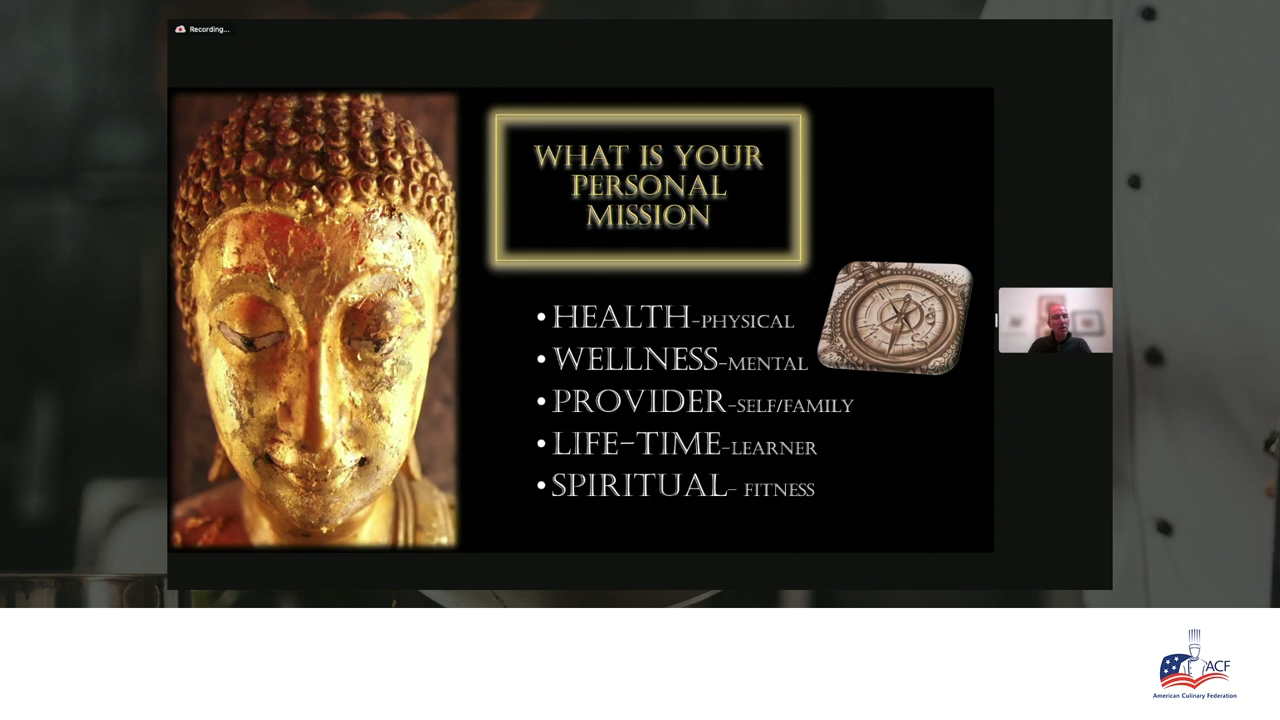 Recording...
WHAT IS YOUR
PERSONAL
MISSION
• HEALTH-PHYSICAL
• WELLNESS-MENTAL
• PROVIDER-SELF/FAMILY
• LIFE-TIME-LEARNER
• SPIRITUAL- FITNESS
ACF
American Culinary Federation